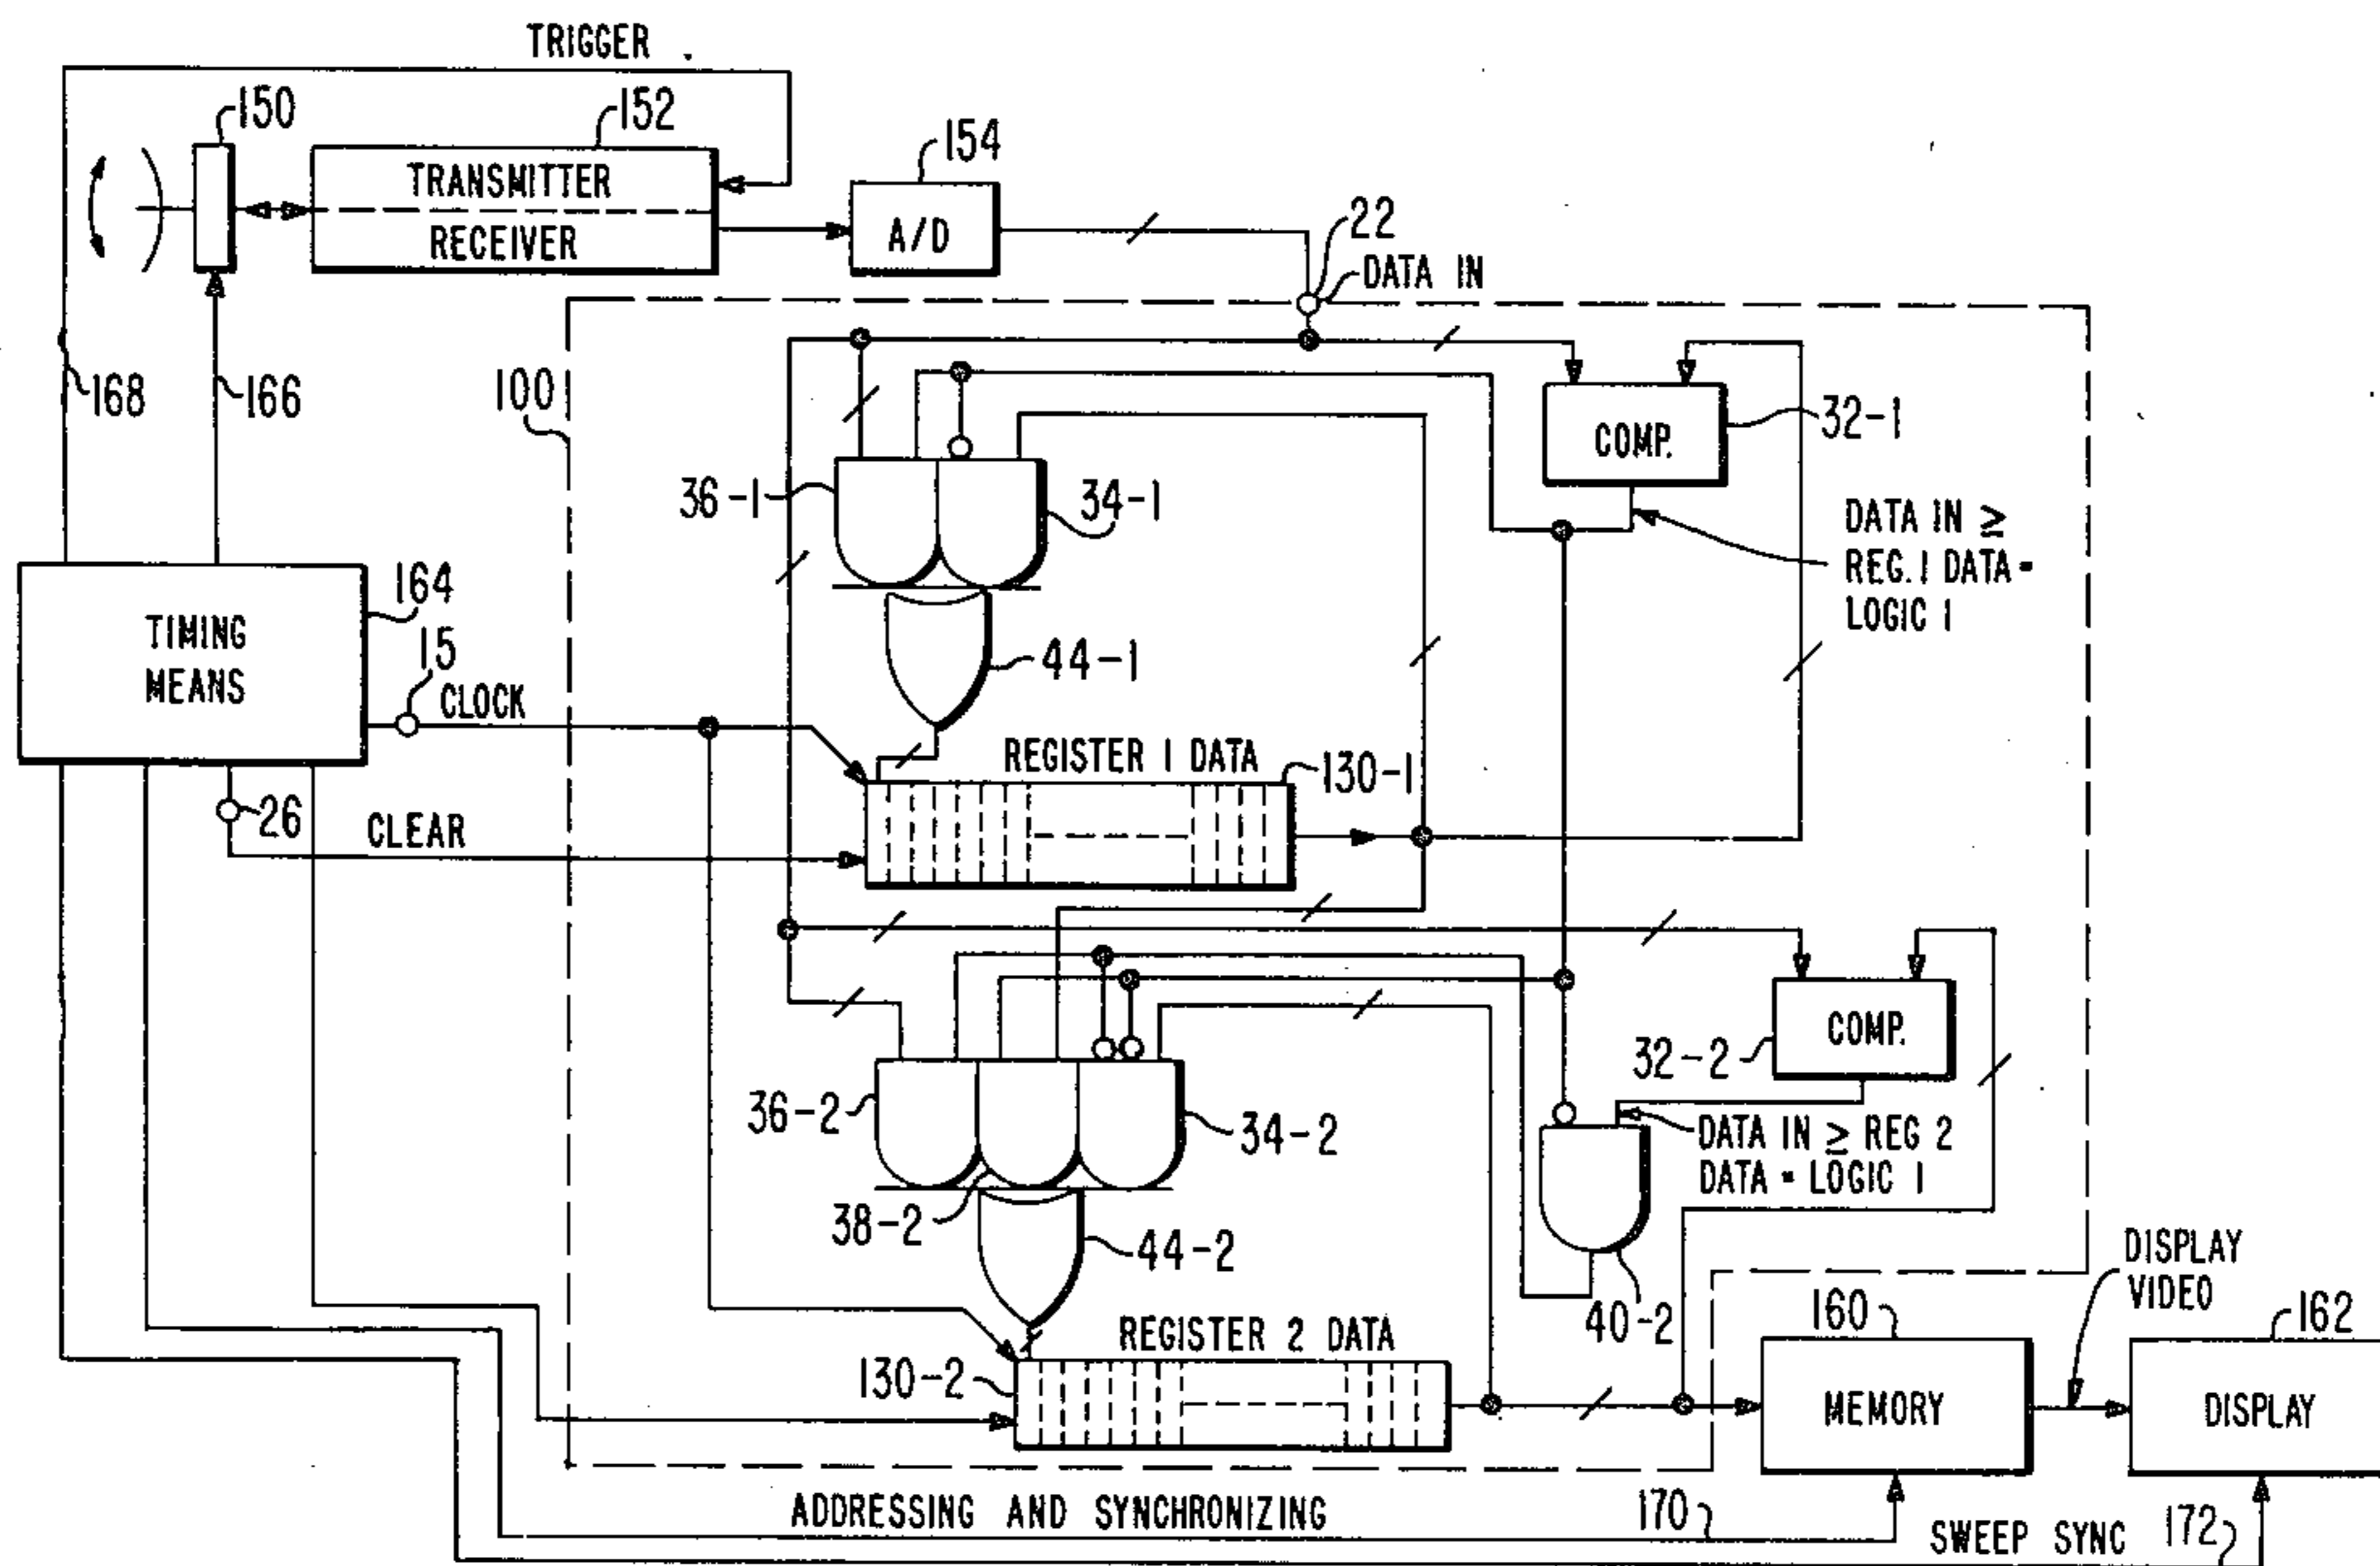 TRIGGER
150
152
154
TRANSMITTER
RECEIVER
A/D
22
DATA IN
168
166
100
COMP.
32-1
36-1
34-1
DATA IN ≥
REG. 1 DATA =
LOGIC 1
164
TIMING
MEANS
15
CLOCK
44-1
REGISTER 1 DATA
130-1
26
CLEAR
COMP.
32-2
36-2
34-2
DATA IN ≥ REG 2
DATA = LOGIC 1
38-2
44-2
40-2
DISPLAY
VIDEO
160
162
REGISTER 2 DATA
130-2
MEMORY
DISPLAY
ADDRESSING AND SYNCHRONIZING
170
SWEEP SYNC
172